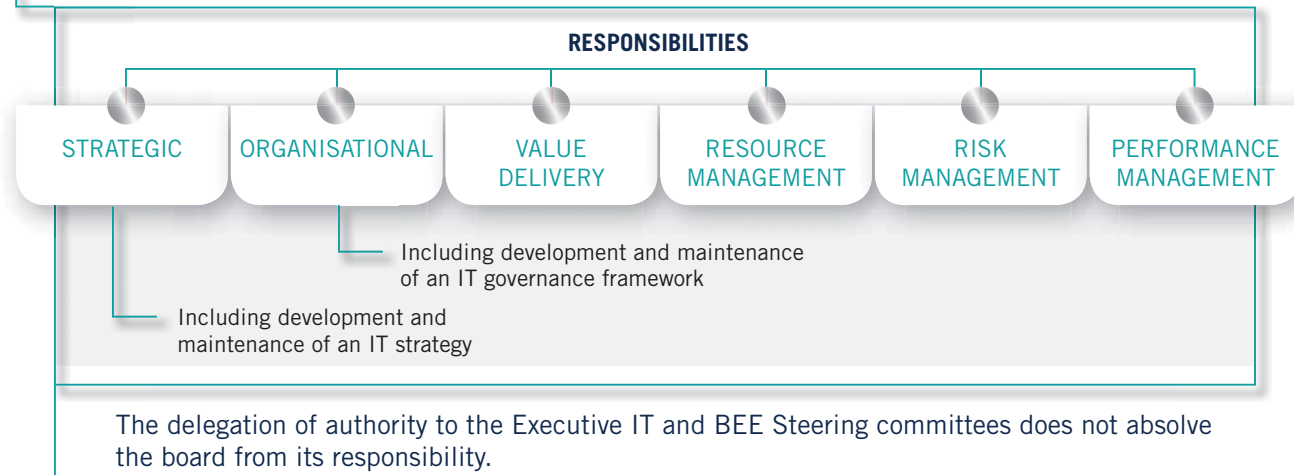 RESPONSIBILITIES
STRATEGIC
ORGANISATIONAL
VALUE
DELIVERY
RESOURCE
MANAGEMENT
RISK
MANAGEMENT
PERFORMANCE
MANAGEMENT
Including development and maintenance
of an IT governance framework
Including development and
maintenance of an IT strategy
The delegation of authority to the Executive IT and BEE Steering committees does not absolve
the board from its responsibility.